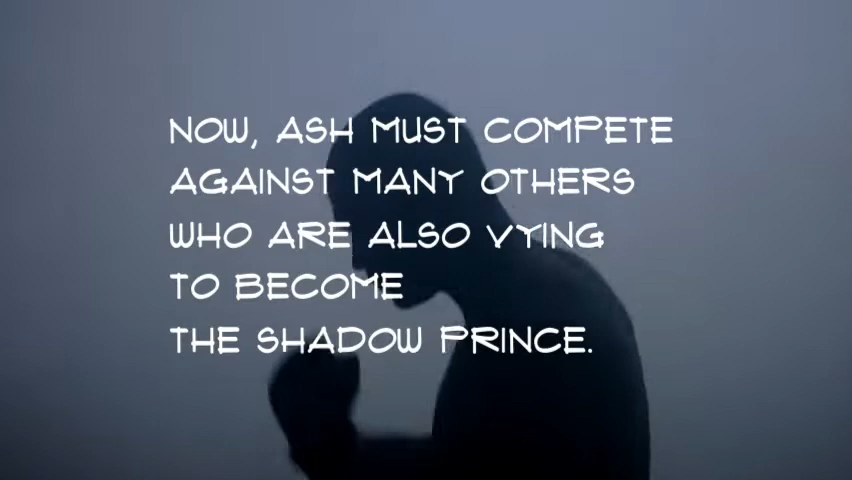 NOW, ASH MUST COMPETE
AGAINST MANY OTHERS
WHO ARE ALSO VYING
TO BECOME
THE SHADOW PRINCE.